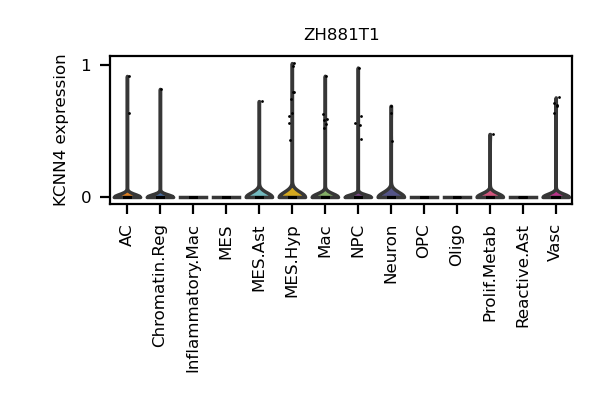 ZH881T1
KCNN4 expression
1
0
AC
Chromatin.Reg
Inflammatory.Mac
MES
MES.Ast
MES.Hyp
Mac
NPC
Neuron
OPC
Oligo
Prolif.Metab
Reactive.Ast
Vasc